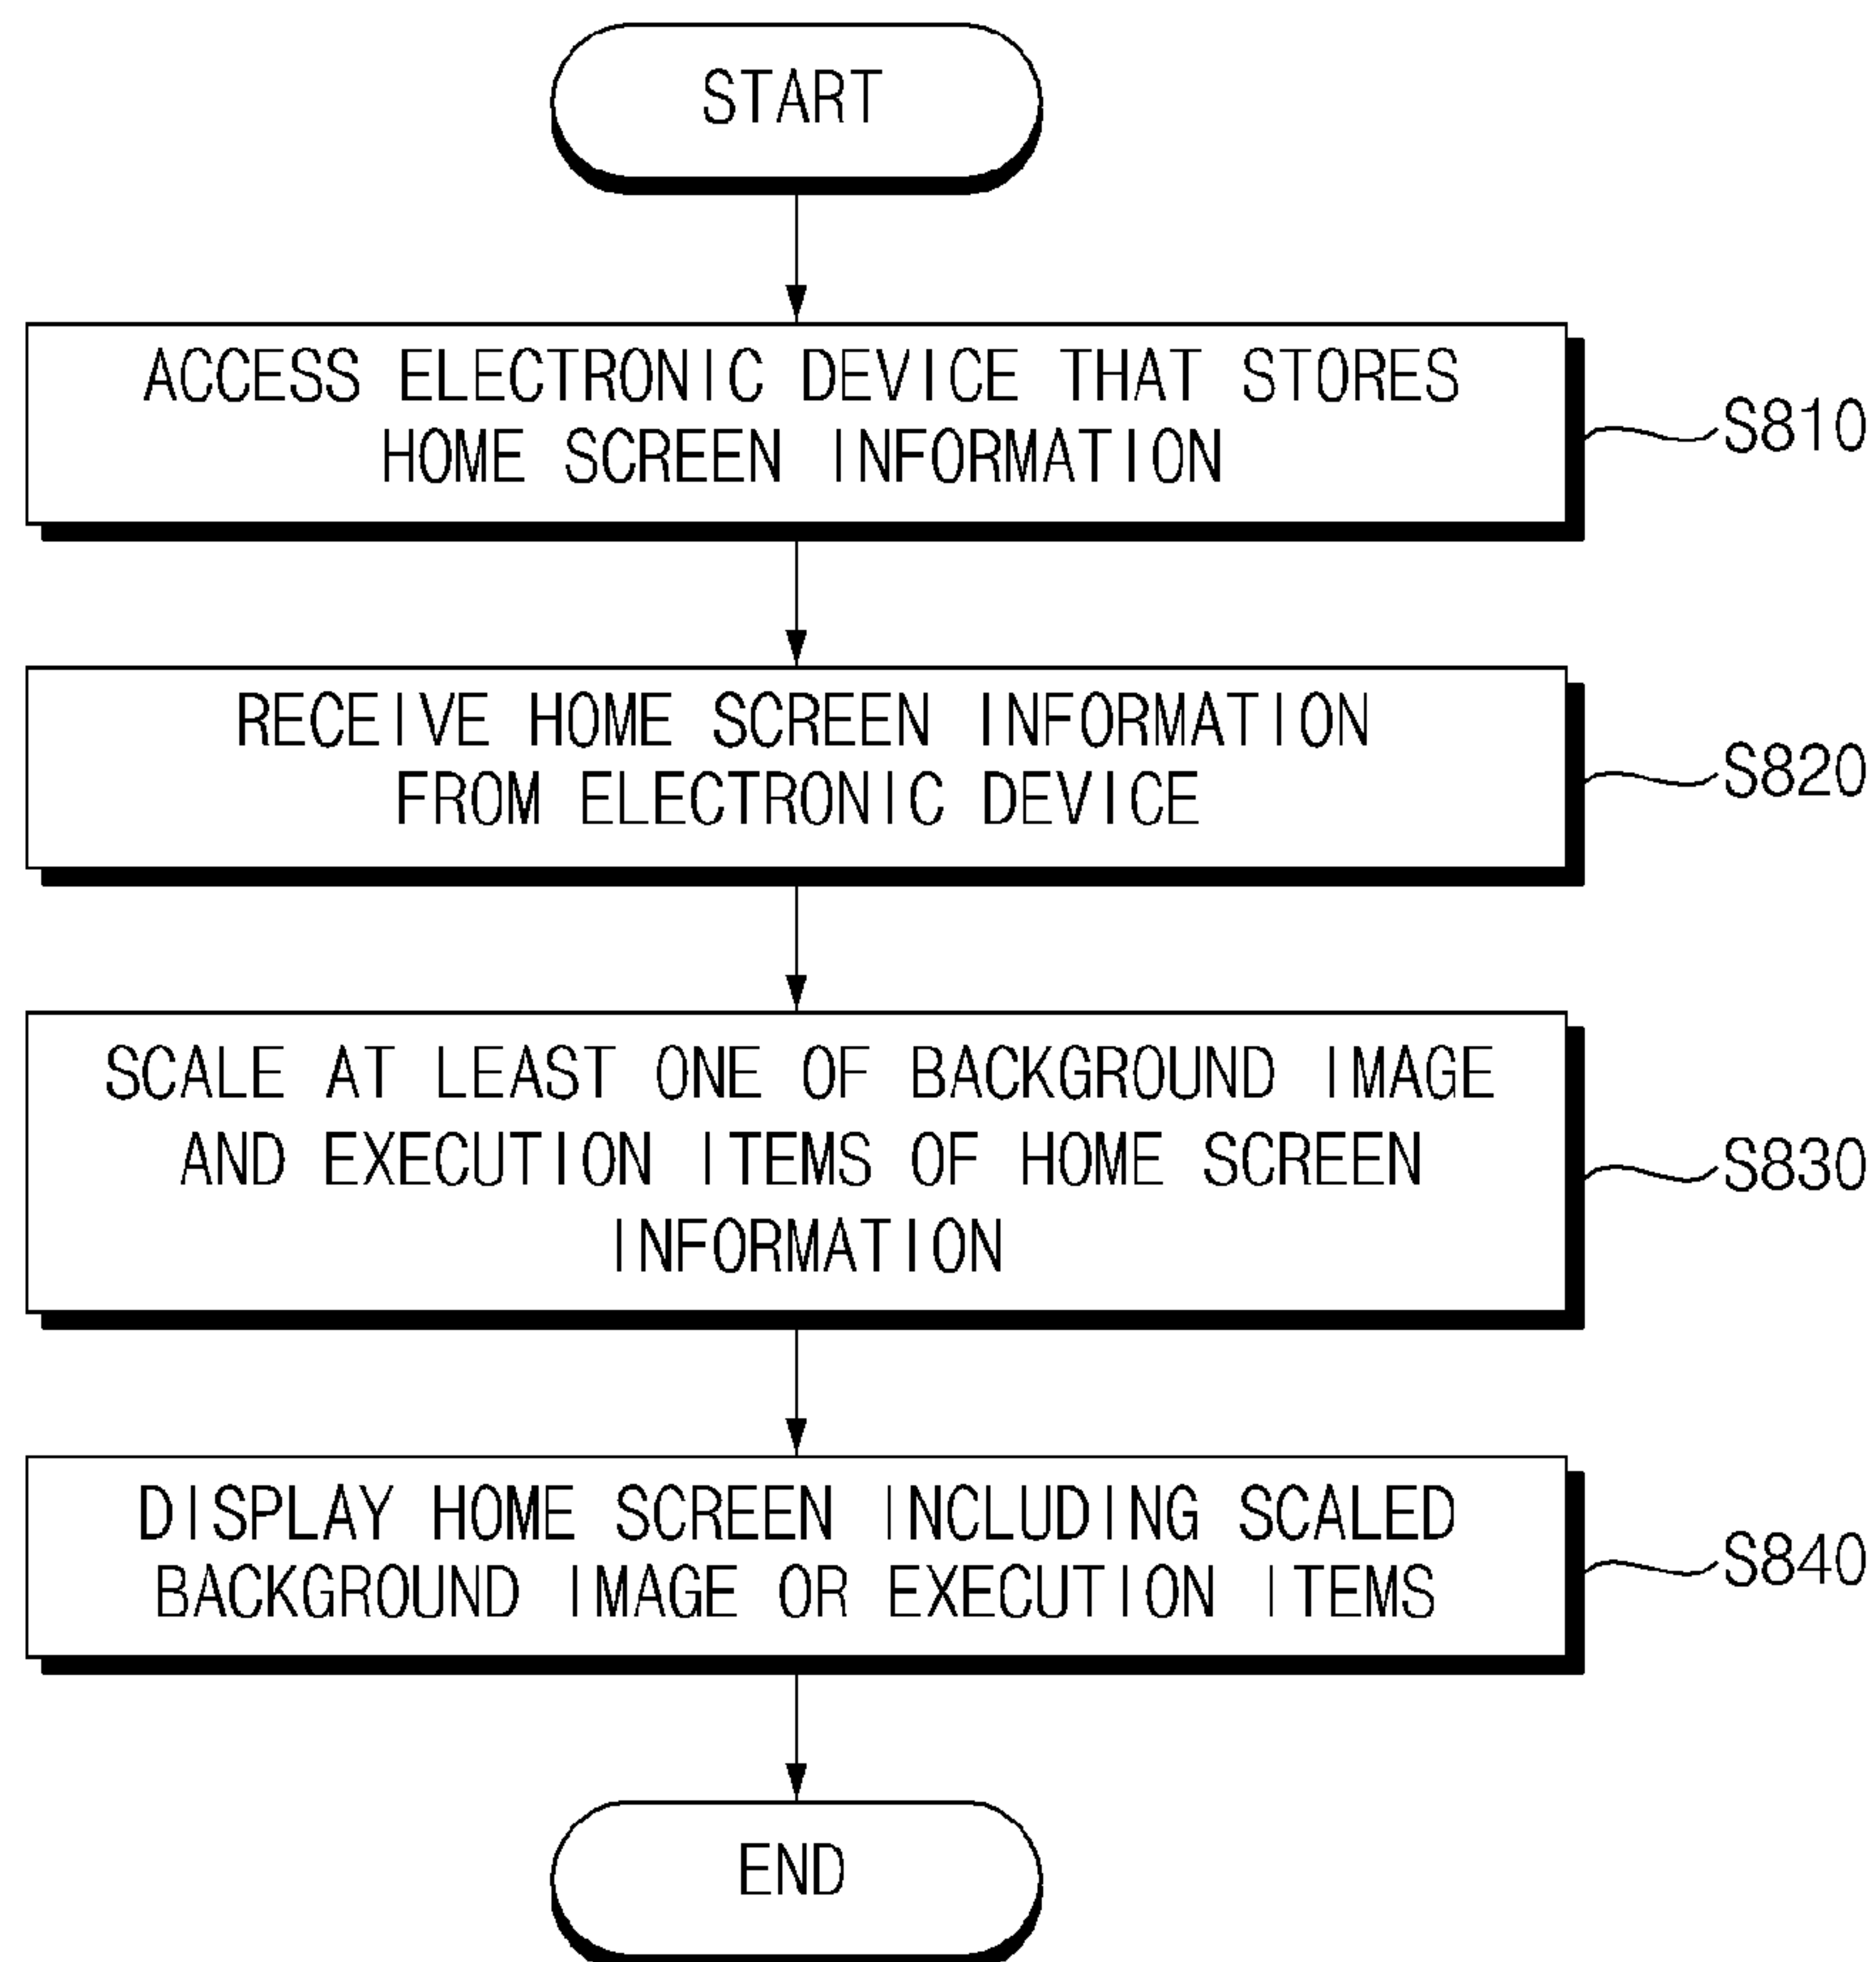 START
ACCESS ELECTRONIC DEVICE THAT STORES
HOME SCREEN INFORMATION
S810
RECEIVE HOME SCREEN INFORMATION
FROM ELECTRONIC DEVICE
S820
SCALE AT LEAST ONE OF BACKGROUND IMAGE
AND EXECUTION ITEMS OF HOME SCREEN
INFORMATION
S830
DISPLAY HOME SCREEN INCLUDING SCALED
BACKGROUND IMAGE OR EXECUTION ITEMS
S840
END